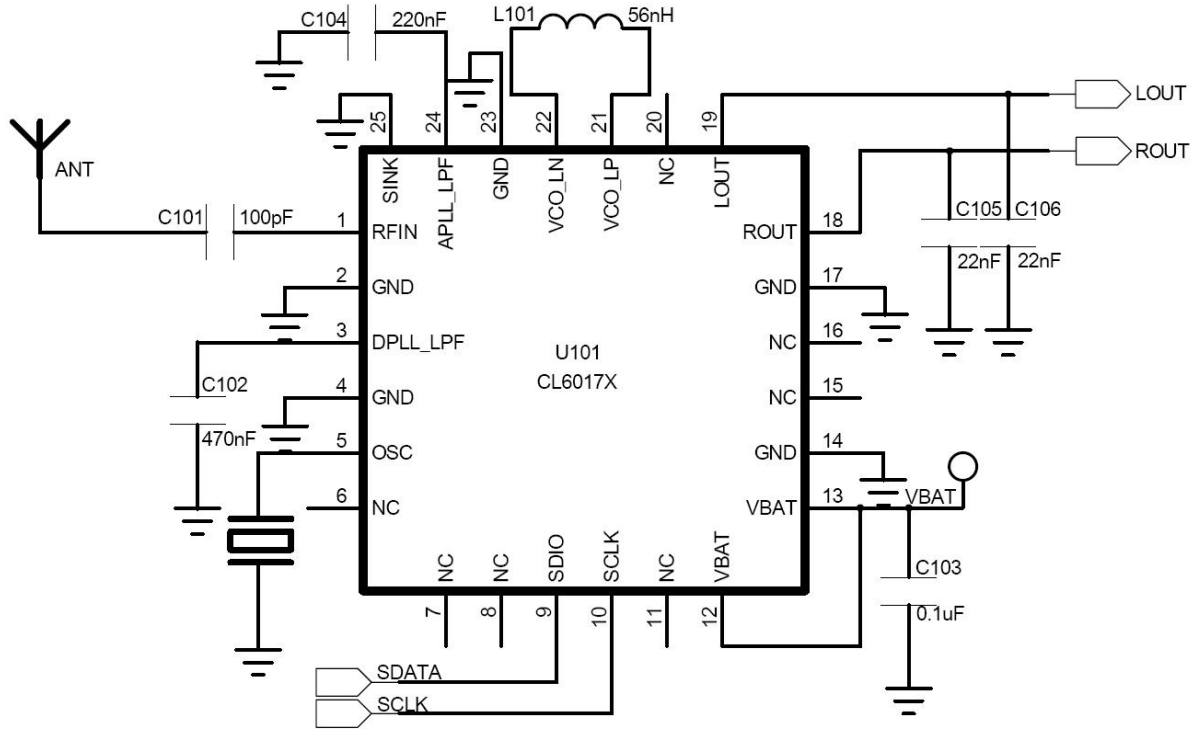 C104 220nF
L101 56nH
25
24
23
22
21
20
19
LOUT
ROUT
ANT
SINK
APLL_LPF
GND
VCO_LN
VCO_LP
NC
LOUT
C101 100pF
1 RFIN
ROUT 18
C105 C106
22nF 22nF
2 GND
GND 17
3 DPLL_LPF
NC 16
U101
CL6017X
C102
470nF
4 GND
NC 15
5 OSC
GND 14
6 NC
VBAT 13
VBAT
NC
NC
SDIO
SCLK
NC
VBAT
C103
0.1uF
7
8
9
10
11
12
SDATA
SCLK